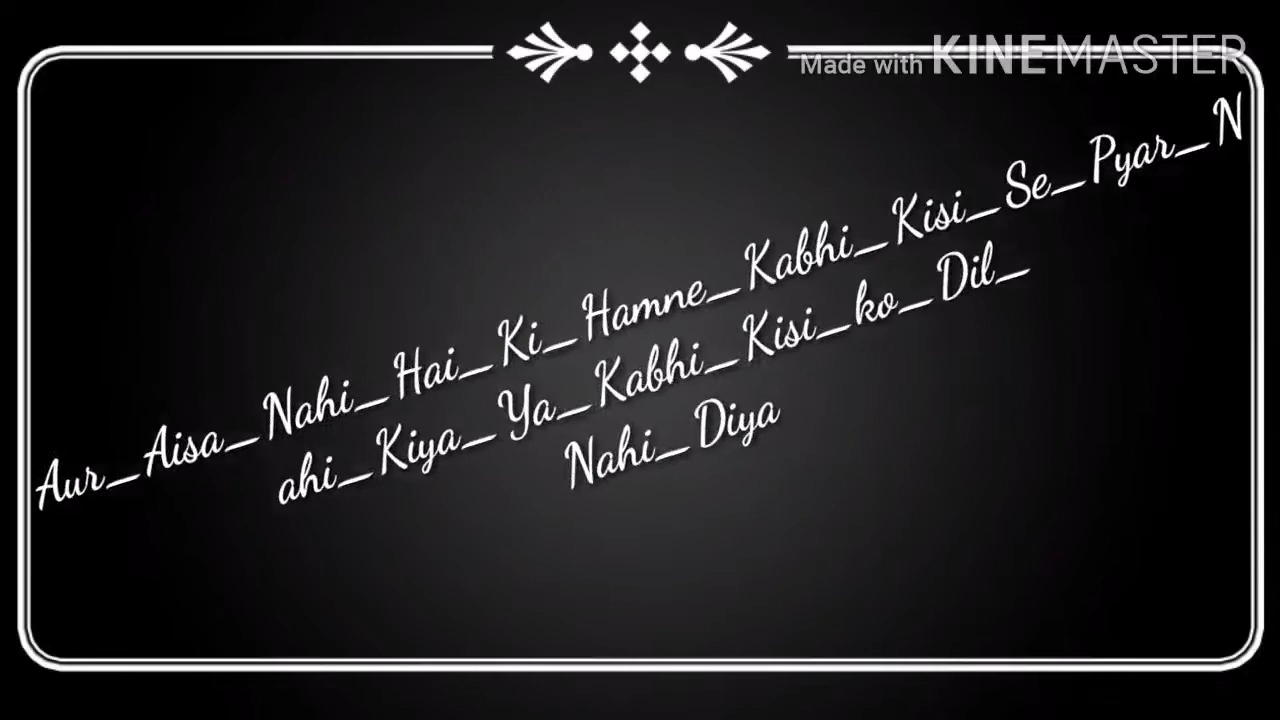 Made with KINEMASTER
Aur_Aisa_Nahi_Hai_Ki_Hamne_Kabhi_Kisi_Se_Pyar_N
ahi_Kiya_Ya_Kabhi_Kisi_ko_Dil_
Nahi_Diya